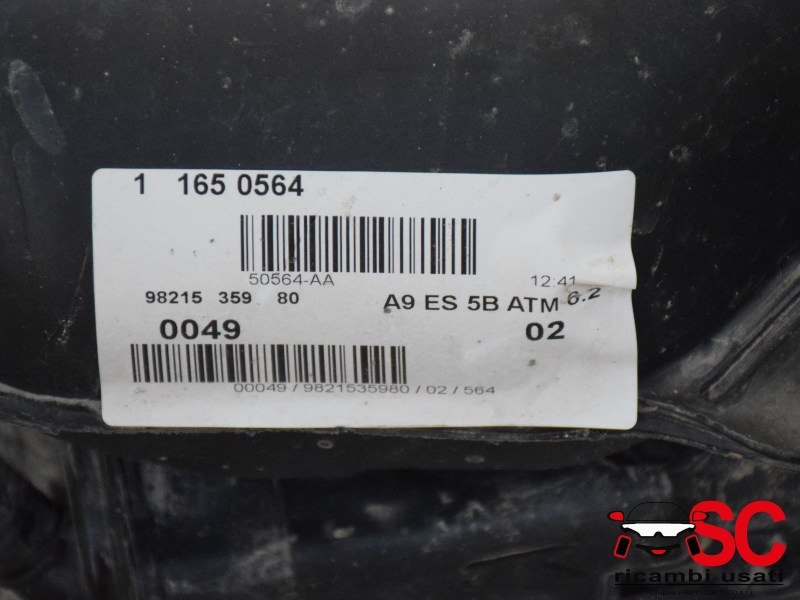 1 165 0564
50564-AA 12:41
98215 359 80 A9 ES 5B ATM 6.2
0049 02
00049 / 9821535980 / 02 / 564
SC
ricambi usati